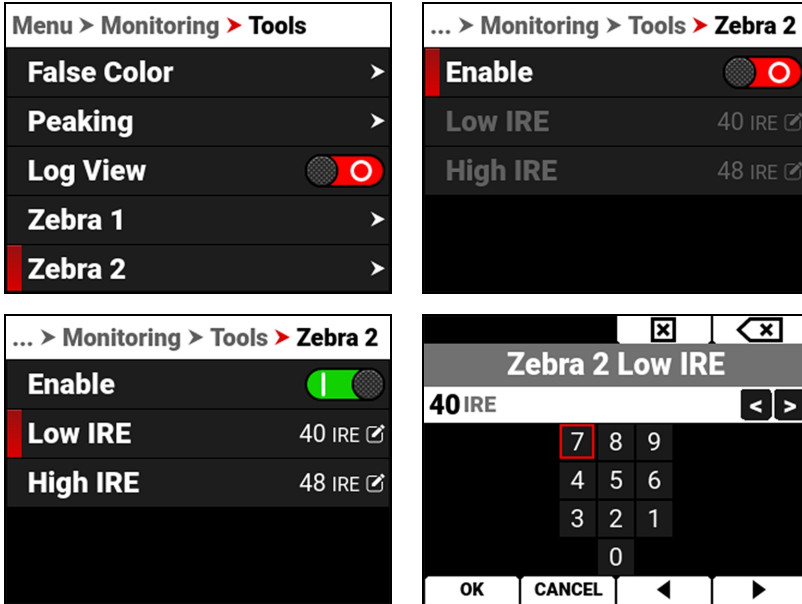 Menu > Monitoring > Tools
False Color >
Peaking >
Log View
Zebra 1 >
Zebra 2 >
... > Monitoring > Tools > Zebra 2
Enable
Low IRE 40 IRE
High IRE 48 IRE
... > Monitoring > Tools > Zebra 2
Enable
Low IRE 40 IRE
High IRE 48 IRE
Zebra 2 Low IRE
40 IRE < >
7 8 9
4 5 6
3 2 1
0
OK CANCEL ◀ ▶